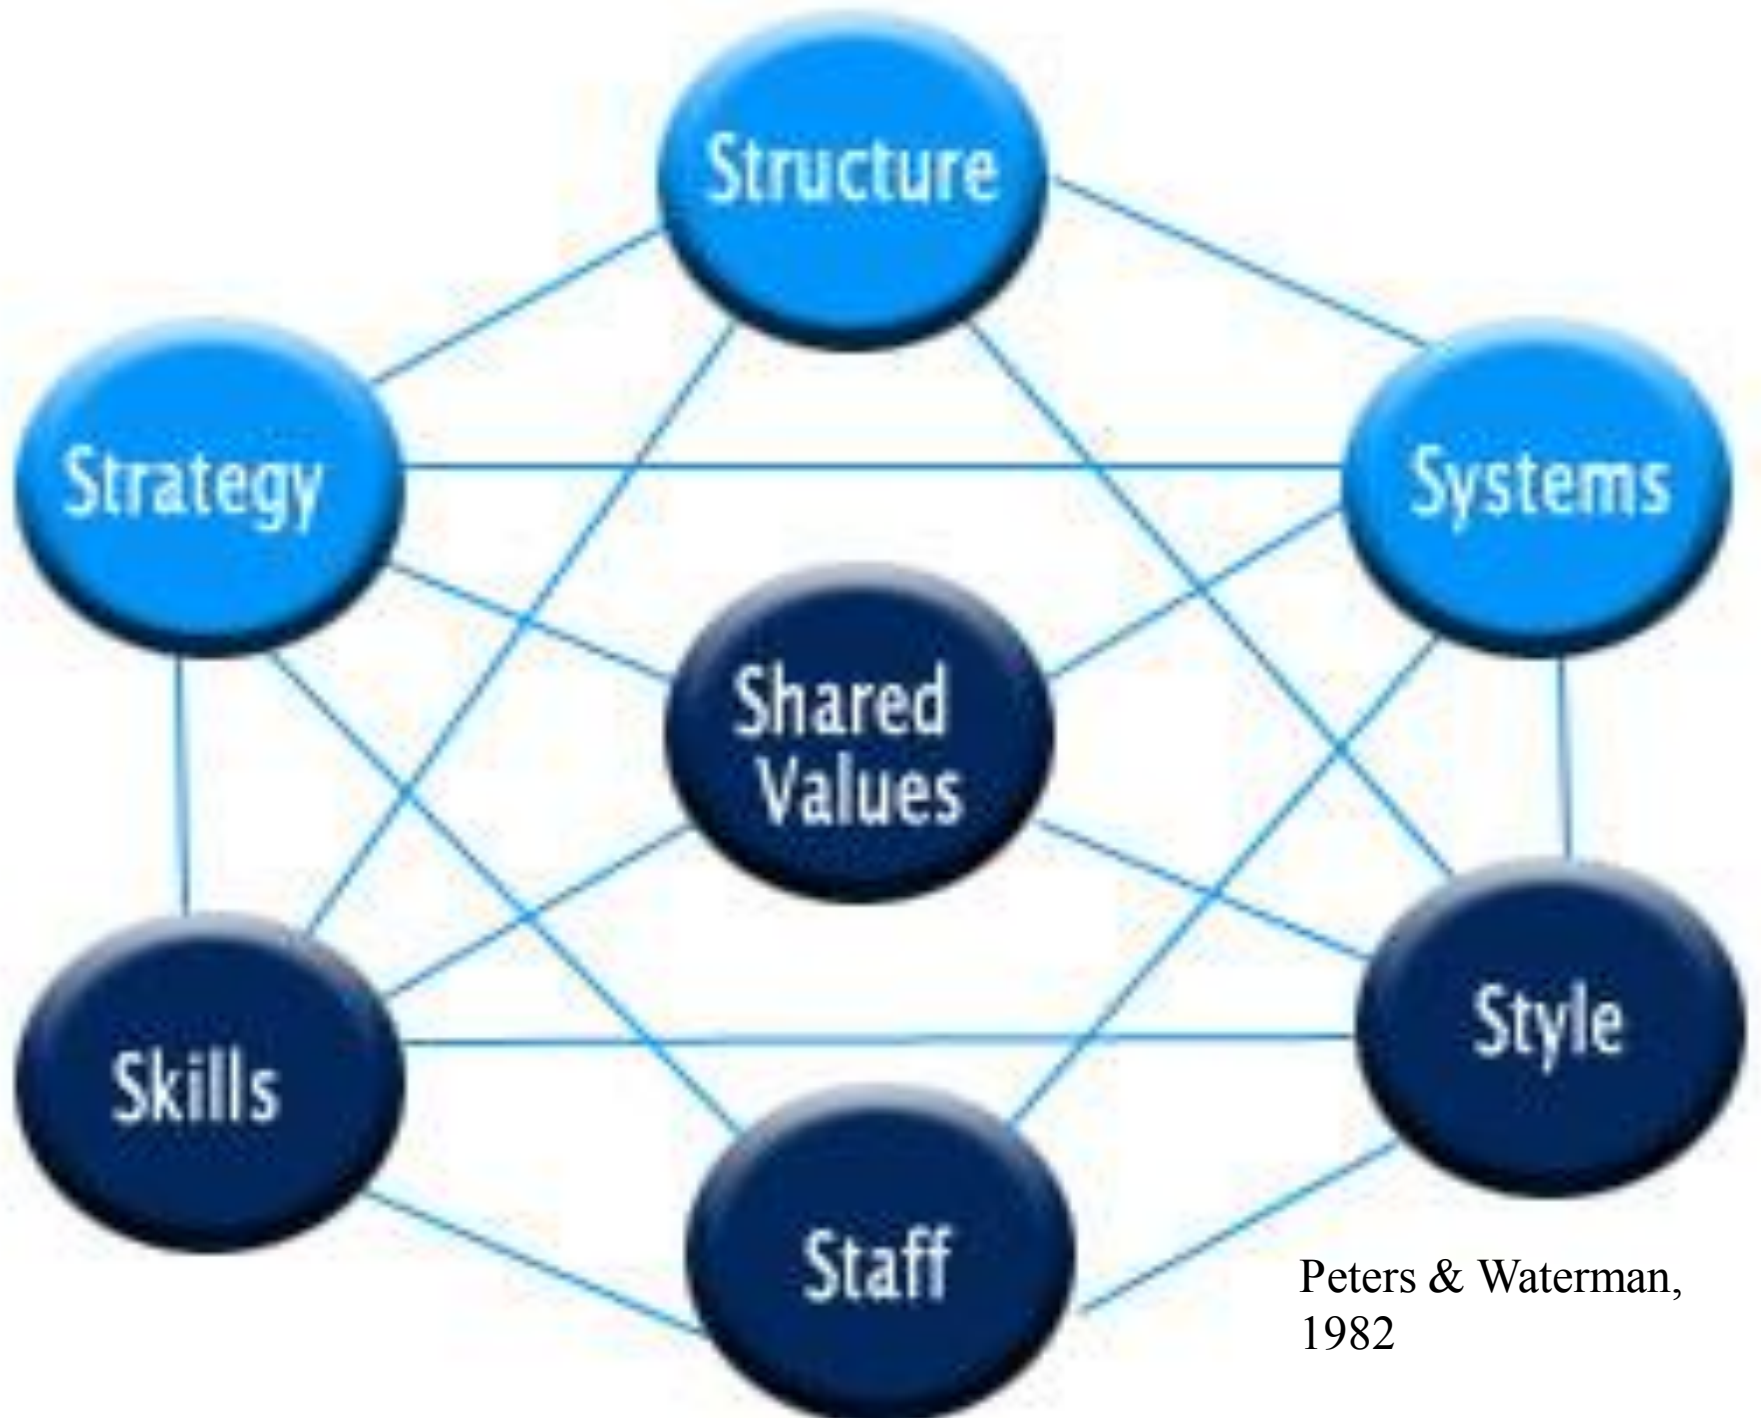 Structure
Strategy
Systems
Shared
Values
Skills
Style
Staff
Peters & Waterman,
1982